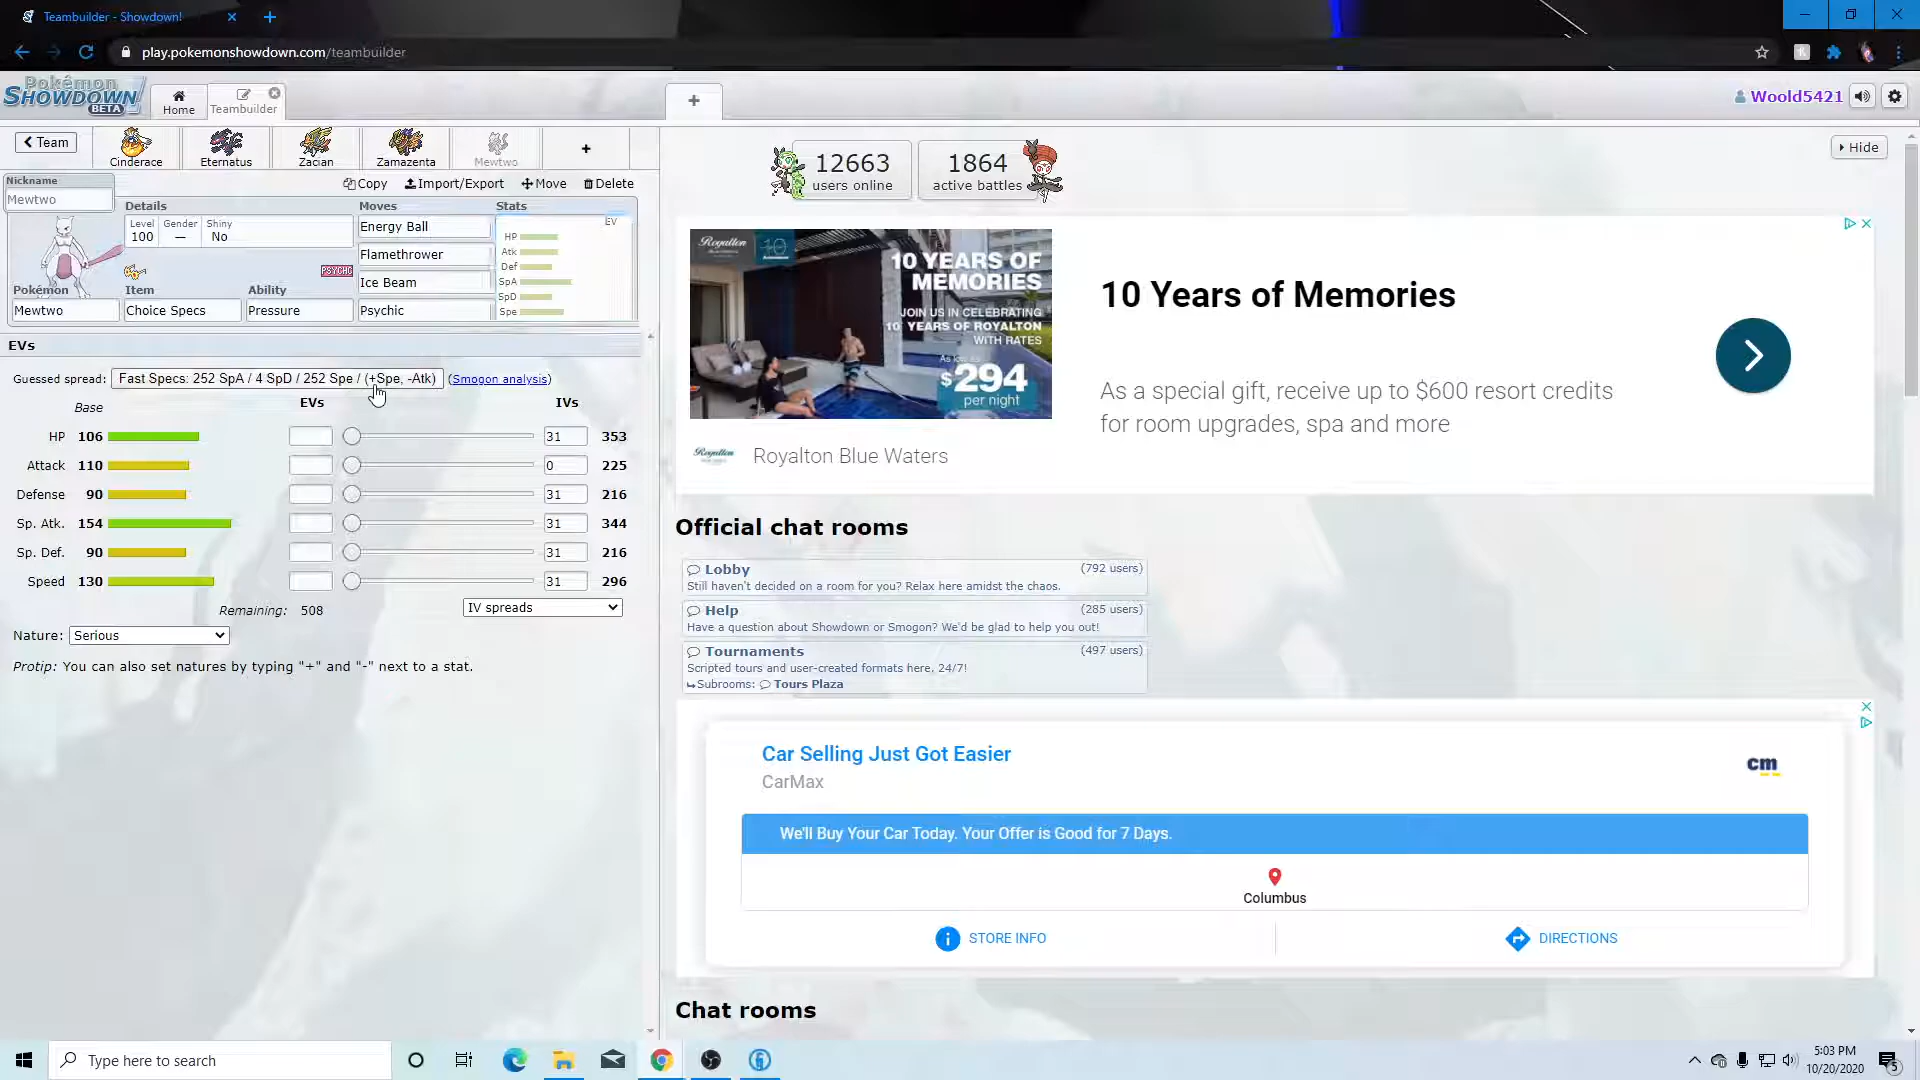 Teambuilder - Showdown!
play.pokemonshowdown.com/teambuilder
Pokémon
SHOWDOWN!
BETA
Home
Teambuilder
Woold5421
Team
Cinderace
Eternatus
Zacian
Zamazenta
Mewtwo
+
Hide
12663
users online
1864
active battles
Copy
Import/Export
Move
Delete
Nickname
Mewtwo
Details
Level Gender Shiny
100 — No
PSYCHC
Pokémon Item Ability
Mewtwo Choice Specs Pressure
Moves
Energy Ball
Flamethrower
Ice Beam
Psychic
Stats
EV
HP
Atk
Def
SpA
SpD
Spe
EVs
Guessed spread: Fast Specs: 252 SpA / 4 SpD / 252 Spe / (+Spe, -Atk) (Smogon analysis)
Base EVs IVs
HP 106 31 353
Attack 110 0 225
Defense 90 31 216
Sp. Atk. 154 31 344
Sp. Def. 90 31 216
Speed 130 31 296
Remaining: 508
IV spreads
Nature: Serious
Protip: You can also set natures by typing "+" and "-" next to a stat.
Royalton
10
10 YEARS OF
MEMORIES
JOIN US IN CELEBRATING
10 YEARS OF ROYALTON
WITH RATES
As low as
$294
per night
Royalton
Royalton Blue Waters
10 Years of Memories
As a special gift, receive up to $600 resort credits
for room upgrades, spa and more
Official chat rooms
Lobby (792 users)
Still haven't decided on a room for you? Relax here amidst the chaos.
Help (285 users)
Have a question about Showdown or Smogon? We'd be glad to help you out!
Tournaments (497 users)
Scripted tours and user-created formats here, 24/7!
Subrooms: Tours Plaza
Car Selling Just Got Easier
CarMax
cm
We'll Buy Your Car Today. Your Offer is Good for 7 Days.
Columbus
STORE INFO
DIRECTIONS
Chat rooms
Type here to search
5:03 PM
10/20/2020
5